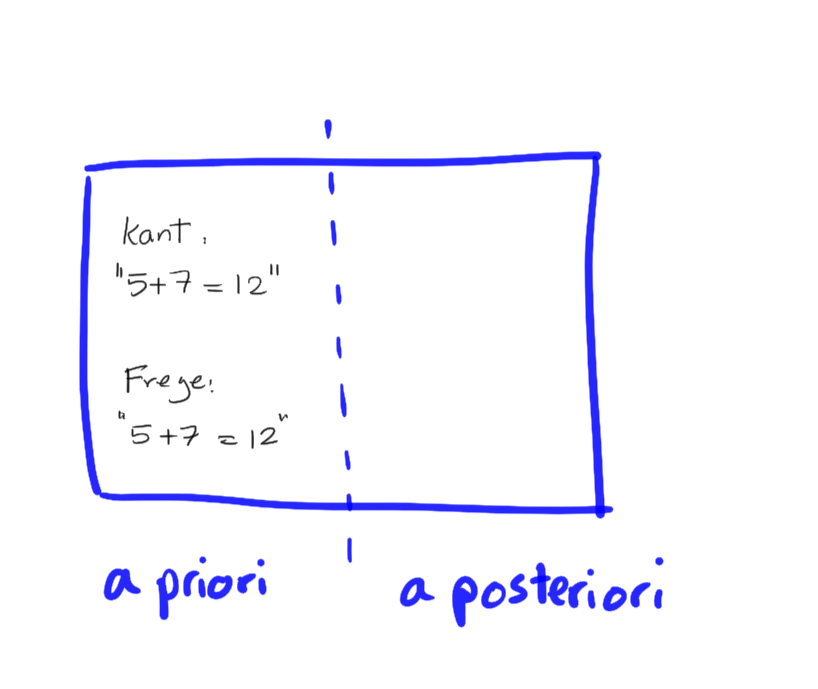 Kant:
"5+7=12"
Frege:
"5+7=12"
a priori
a posteriori